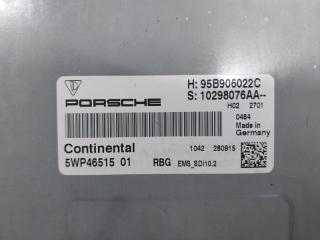 H: 95B906022C
PORSCHE S: 10298076AA--
H02 2701
0484
Made in
Germany
Continental 1042 280915
5WP46515 01 RBG EMS_SDI10.2